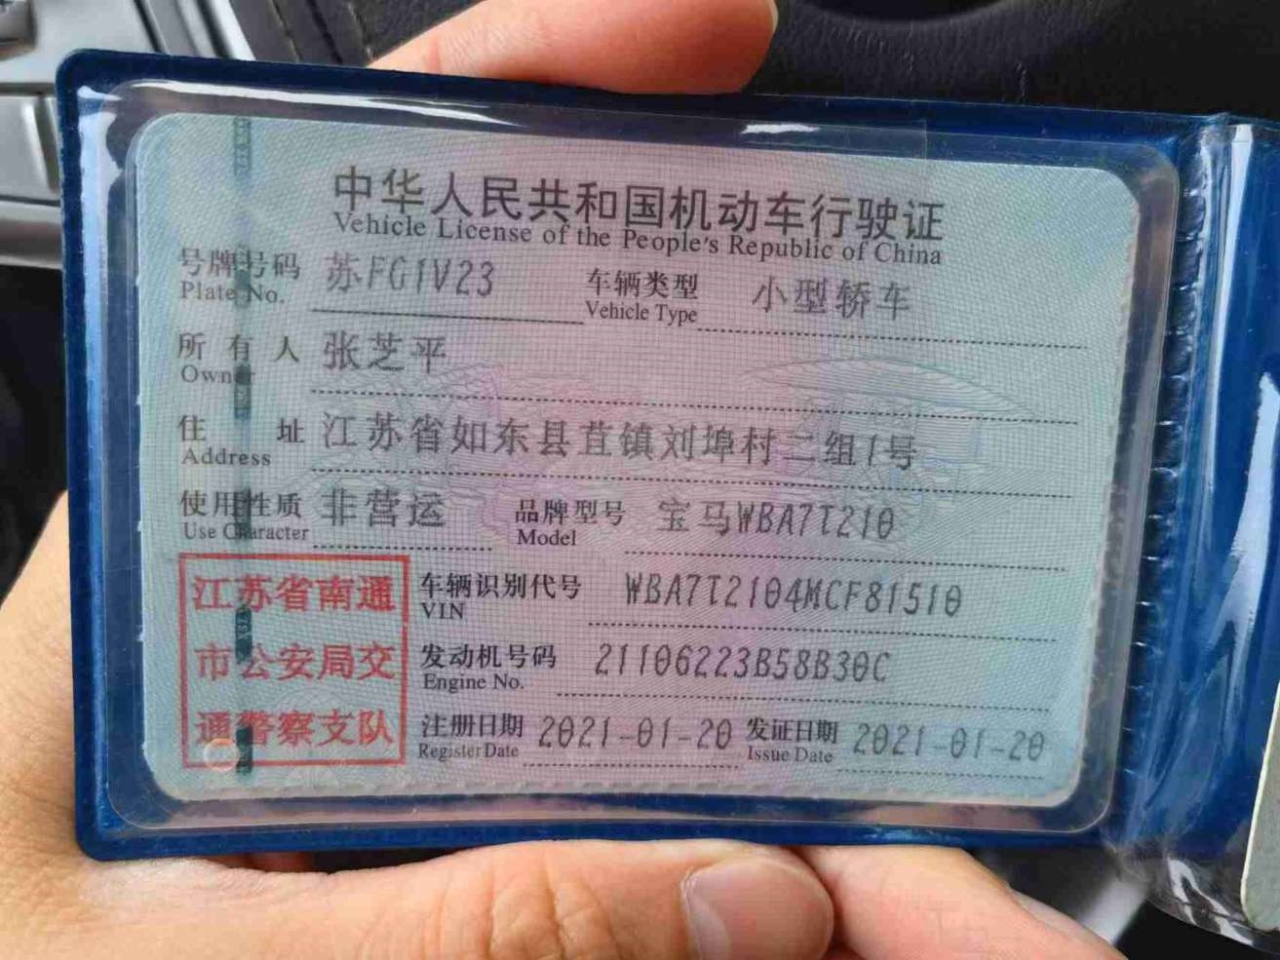 中华人民共和国机动车行驶证
Vehicle License of the People's Republic of China
号牌号码 苏FG1V23 车辆类型 小型轿车
Plate No. Vehicle Type
所有人 张芝平
Owner
住址 江苏省如东县苴镇刘埠村二组1号
Address
使用性质 非营运 品牌型号 宝马WBA7T210
Use Character Model
江苏省南通
市公安局交
通警察支队
车辆识别代号 WBA7T2104MCF81510
VIN
发动机号码 21106223B58B30C
Engine No.
注册日期 2021-01-20 发证日期 2021-01-20
Register Date Issue Date